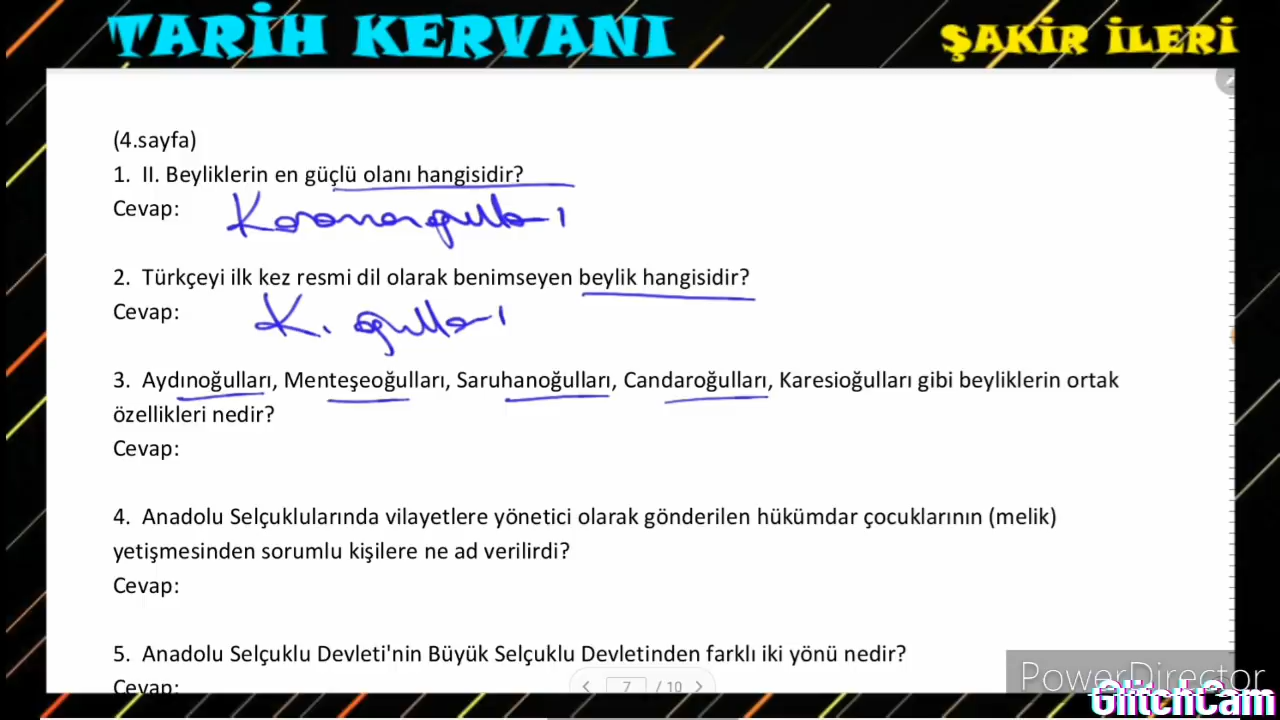 TARİH KERVANI
ŞAKİR İLERİ
(4.sayfa)
1. II. Beyliklerin en güçlü olanı hangisidir?
Cevap: Karamanoğulları
2. Türkçeyi ilk kez resmi dil olarak benimseyen beylik hangisidir?
Cevap: K. oğulları
3. Aydınoğulları, Menteşeoğulları, Saruhanoğulları, Candaroğulları, Karesioğulları gibi beyliklerin ortak
özellikleri nedir?
Cevap:
4. Anadolu Selçuklularında vilayetlere yönetici olarak gönderilen hükümdar çocuklarının (melik)
yetişmesinden sorumlu kişilere ne ad verilirdi?
Cevap:
5. Anadolu Selçuklu Devleti'nin Büyük Selçuklu Devletinden farklı iki yönü nedir?
Cevap:
7 / 10
PowerDirector
GlitchCam